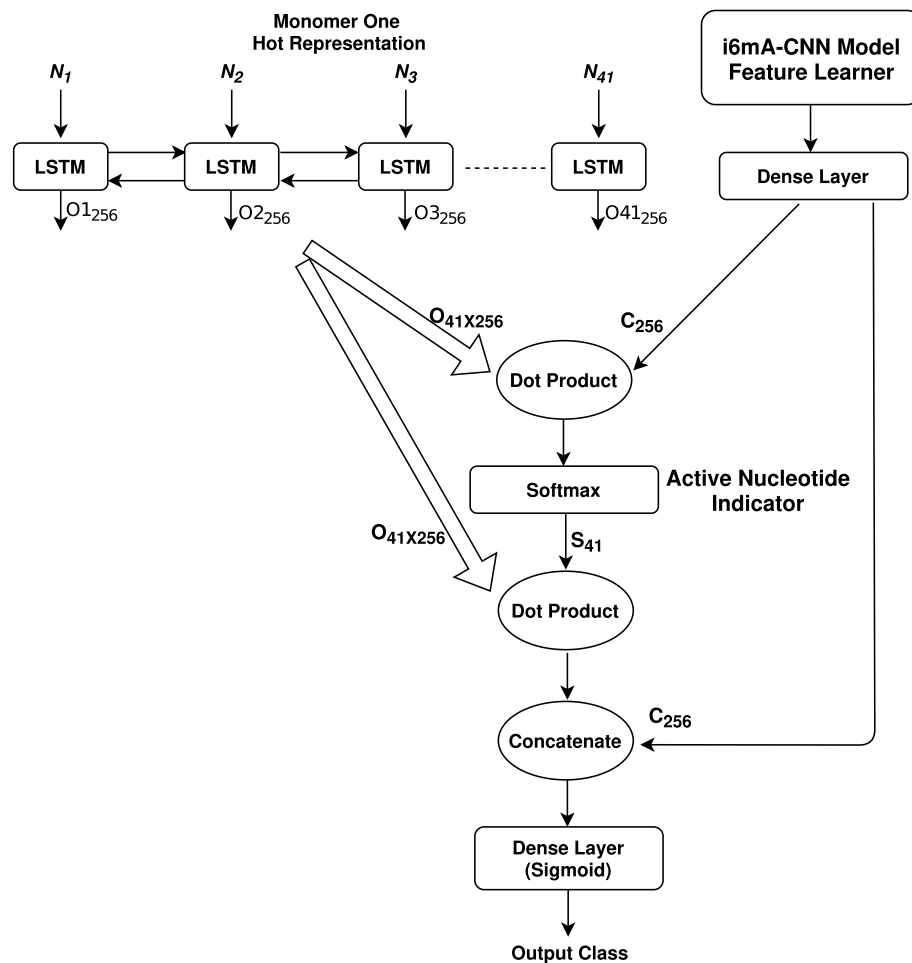 Monomer One
Hot Representation
N1
N2
N3
N41
i6mA-CNN Model
Feature Learner
LSTM
LSTM
LSTM
LSTM
Dense Layer
O1256
O2256
O3256
O41256
O41X256
C256
Dot Product
Softmax
Active Nucleotide
Indicator
O41X256
S41
Dot Product
C256
Concatenate
Dense Layer
(Sigmoid)
Output Class